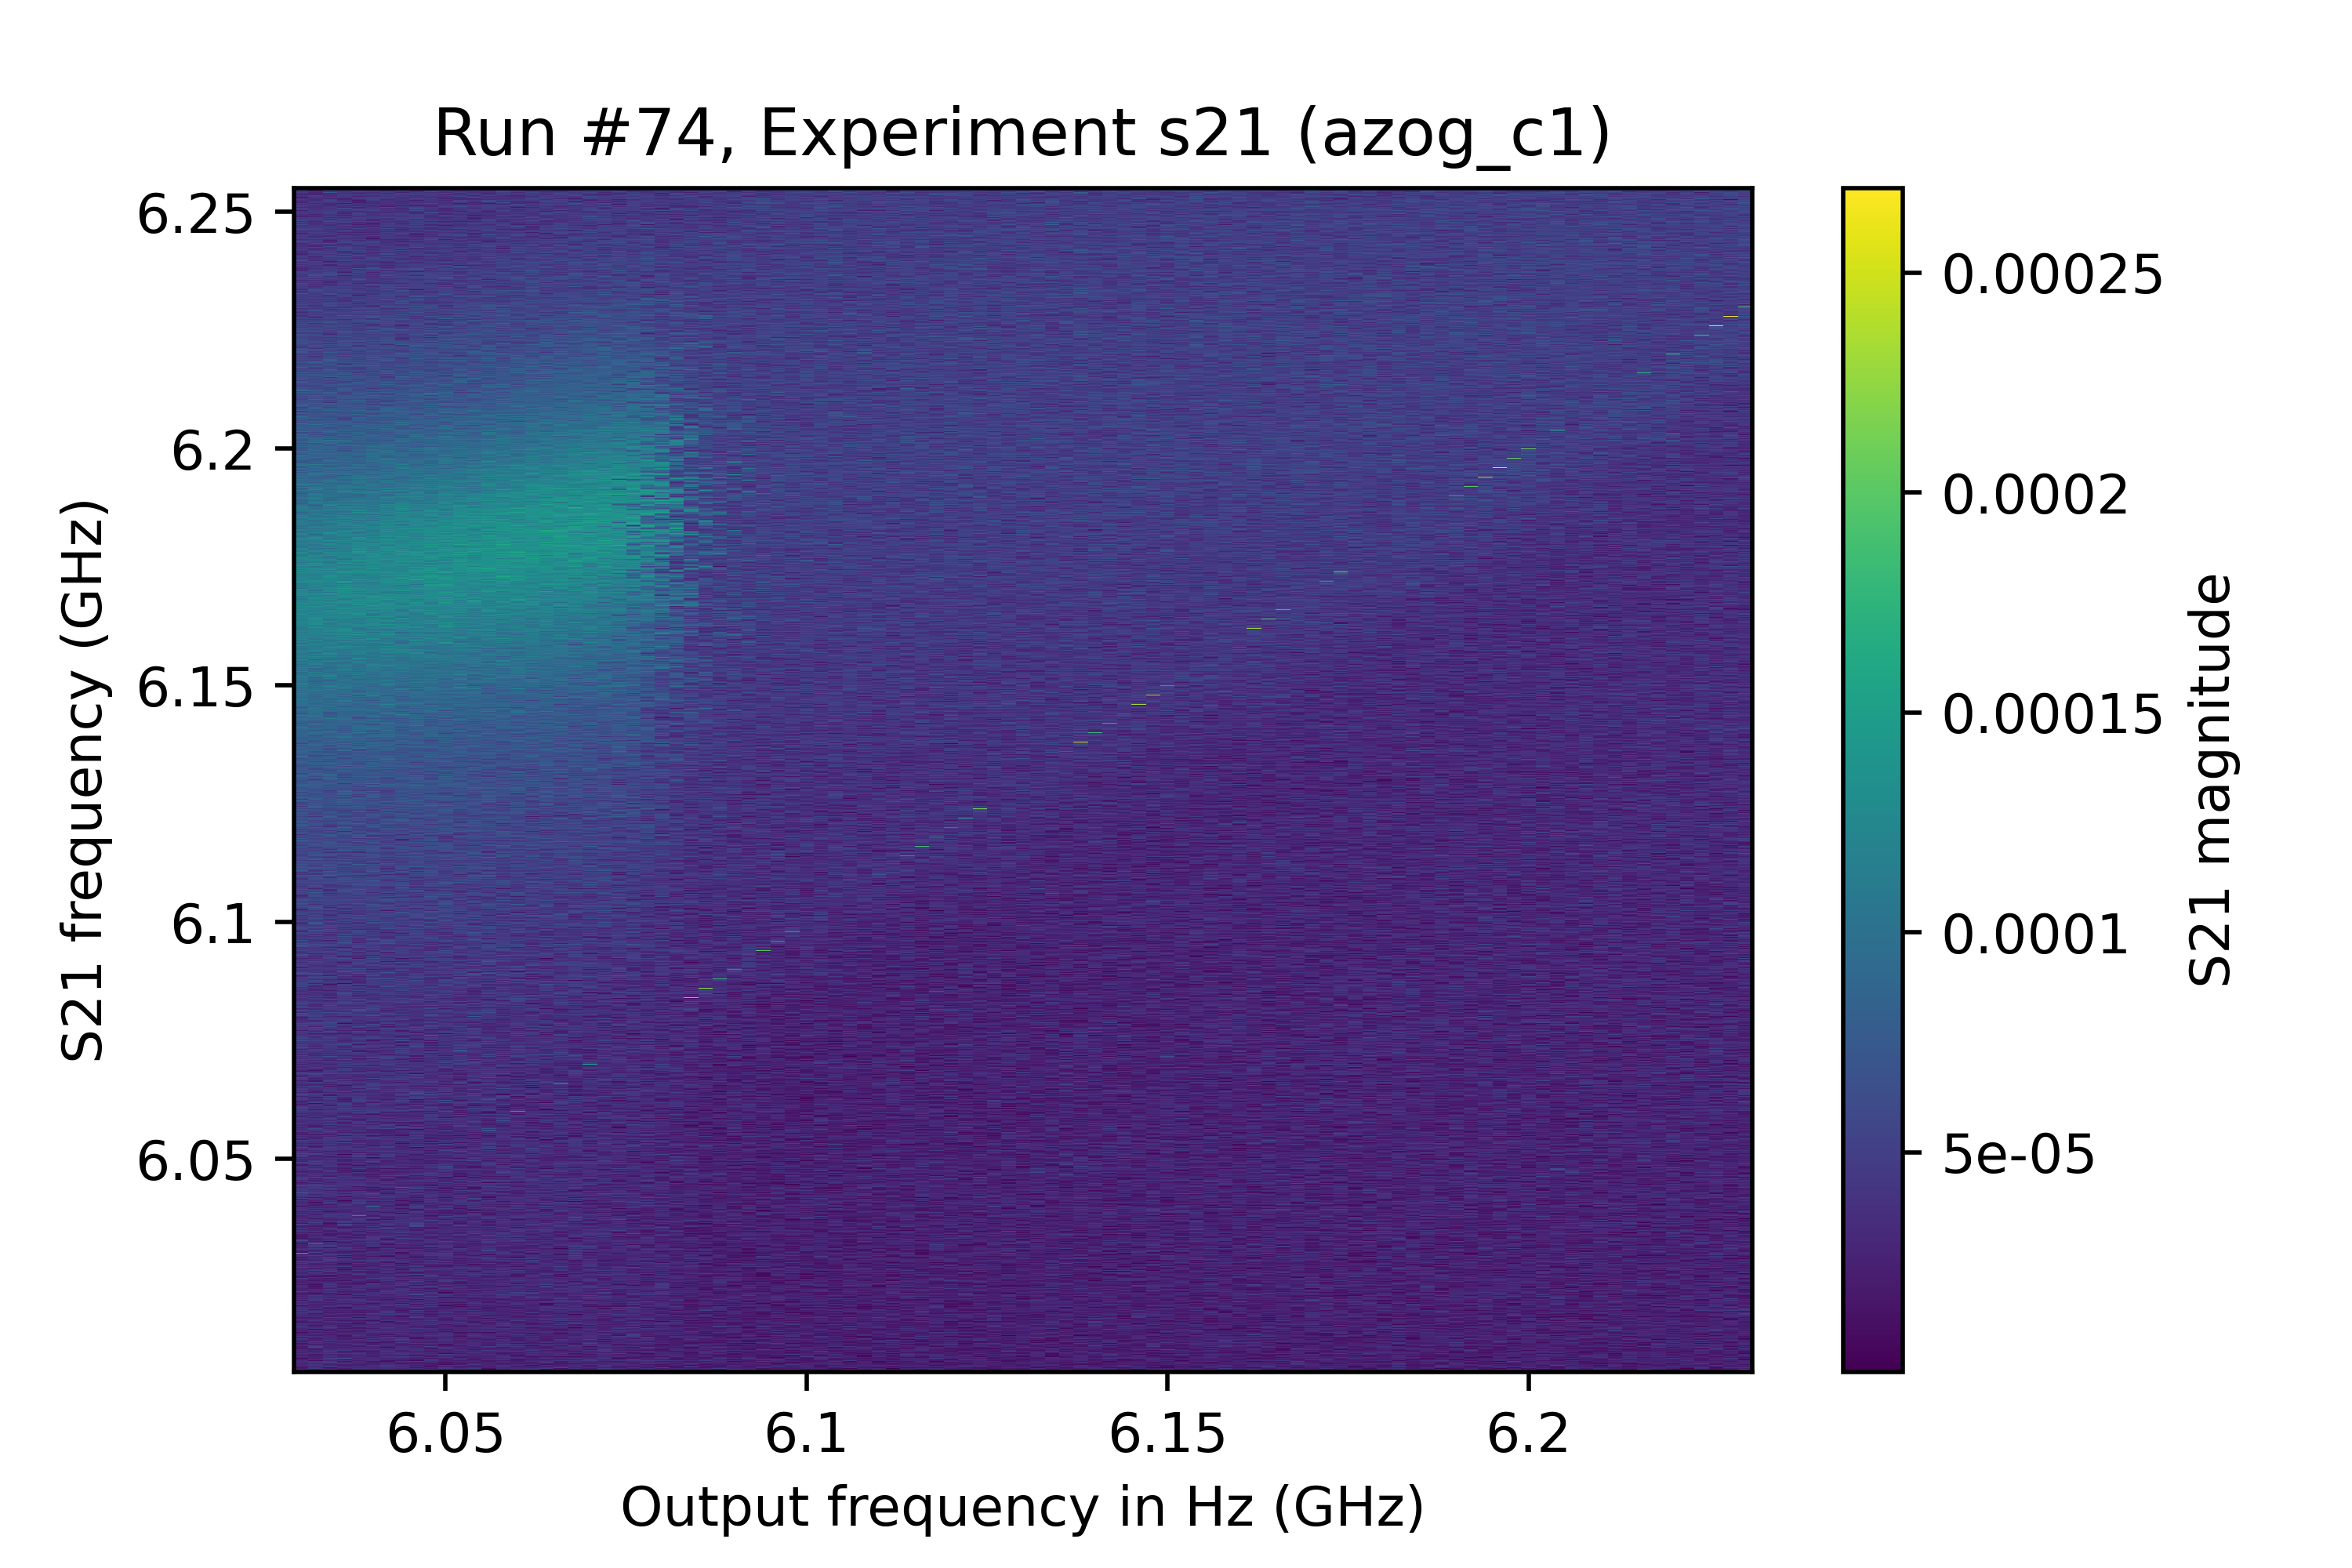 Run #74, Experiment s21 (azog_c1)
6.25
6.2
6.15
6.1
6.05
S21 frequency (GHz)
6.05
6.1
6.15
6.2
Output frequency in Hz (GHz)
0.00025
0.0002
0.00015
0.0001
5e-05
S21 magnitude